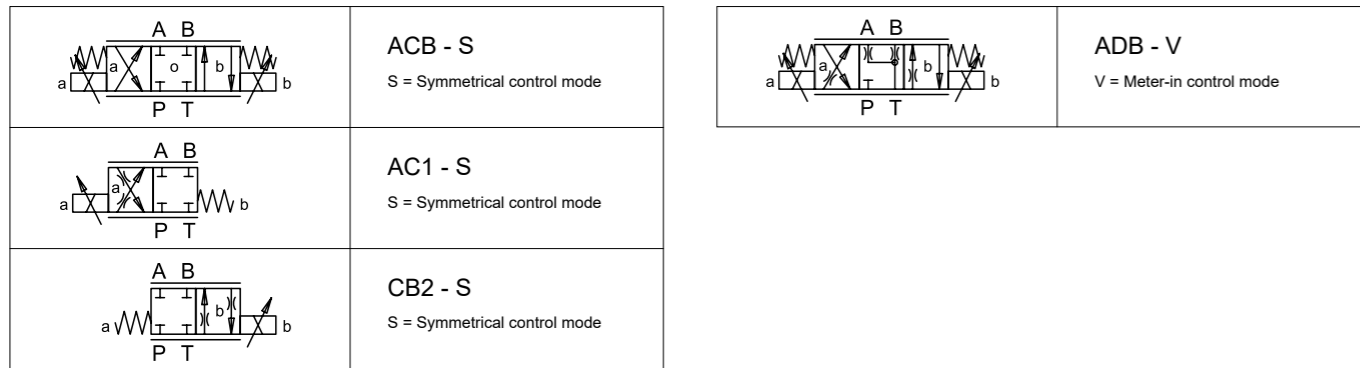 A B
a a o b b
P T
ACB - S
S = Symmetrical control mode
A B
a a b
P T
AC1 - S
S = Symmetrical control mode
A B
a b b
P T
CB2 - S
S = Symmetrical control mode
A B
a a b b
P T
ADB - V
V = Meter-in control mode